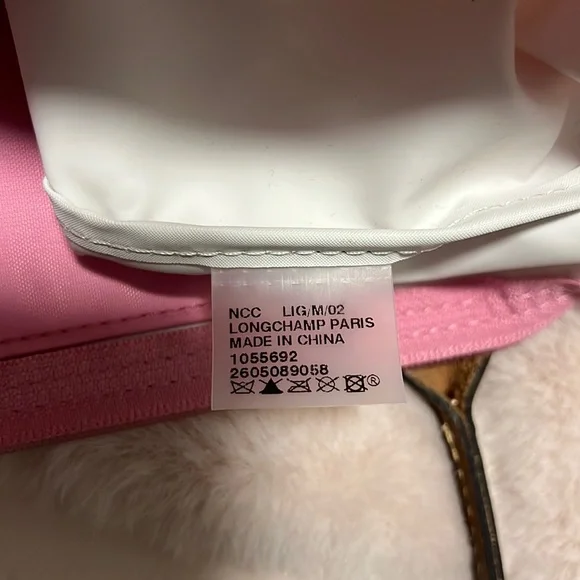 NCC LIG/M/02
LONGCHAMP PARIS
MADE IN CHINA
1055692
2605089058
®